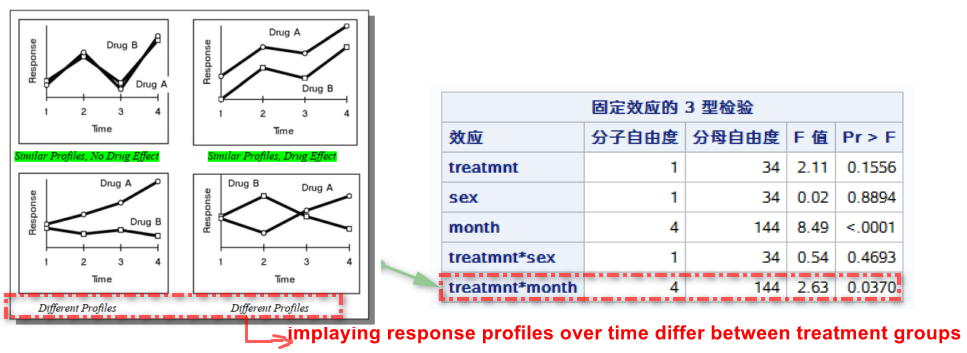 Response
Drug B
Drug A
1 2 3 4
Time
Similar Profiles, No Drug Effect
Response
Drug A
Drug B
1 2 3 4
Time
Similar Profiles, Drug Effect
Response
Drug A
Drug B
1 2 3 4
Time
Different Profiles
Response
Drug B
Drug A
1 2 3 4
Time
Different Profiles
固定效应的 3 型检验
效应 分子自由度 分母自由度 F 值 Pr > F
treatmnt 1 34 2.11 0.1556
sex 1 34 0.02 0.8894
month 4 144 8.49 <.0001
treatmnt*sex 1 34 0.54 0.4693
treatmnt*month 4 144 2.63 0.0370
implaying response profiles over time differ between treatment groups